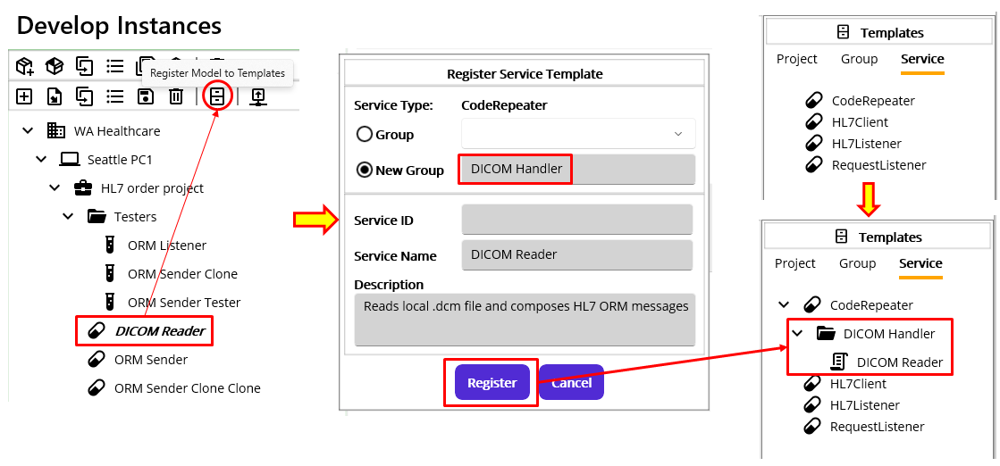 Develop Instances
Register Model to Templates
WA Healthcare
Seattle PC1
HL7 order project
Testers
ORM Listener
ORM Sender Clone
ORM Sender Tester
DICOM Reader
ORM Sender
ORM Sender Clone Clone
Register Service Template
Service Type: CodeRepeater
Group
New Group DICOM Handler
Service ID
Service Name DICOM Reader
Description
Reads local .dcm file and composes HL7 ORM messages
Register Cancel
Templates
Project Group Service
CodeRepeater
HL7Client
HL7Listener
RequestListener
Templates
Project Group Service
CodeRepeater
DICOM Handler
DICOM Reader
HL7Client
HL7Listener
RequestListener